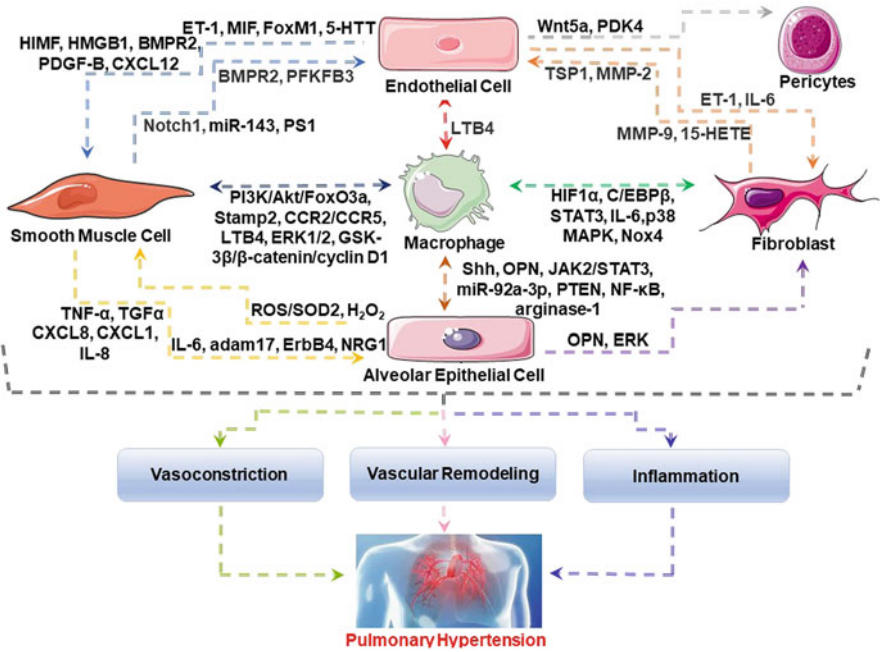 ET-1, MIF, FoxM1, 5-HTT
HIMF, HMGB1, BMPR2,
PDGF-B, CXCL12
BMPR2, PFKFB3
Notch1, miR-143, PS1
Endothelial Cell
Wnt5a, PDK4
Pericytes
TSP1, MMP-2
ET-1, IL-6
MMP-9, 15-HETE
LTB4
Smooth Muscle Cell
PI3K/Akt/FoxO3a,
Stamp2, CCR2/CCR5,
LTB4, ERK1/2, GSK-
3β/β-catenin/cyclin D1
Macrophage
HIF1α, C/EBPβ,
STAT3, IL-6,p38
MAPK, Nox4
Fibroblast
Shh, OPN, JAK2/STAT3,
miR-92a-3p, PTEN, NF-κB,
arginase-1
TNF-α, TGFα
CXCL8, CXCL1,
IL-8
ROS/SOD2, H₂O₂
IL-6, adam17, ErbB4, NRG1
OPN, ERK
Alveolar Epithelial Cell
Vasoconstriction
Vascular Remodeling
Inflammation
Pulmonary Hypertension